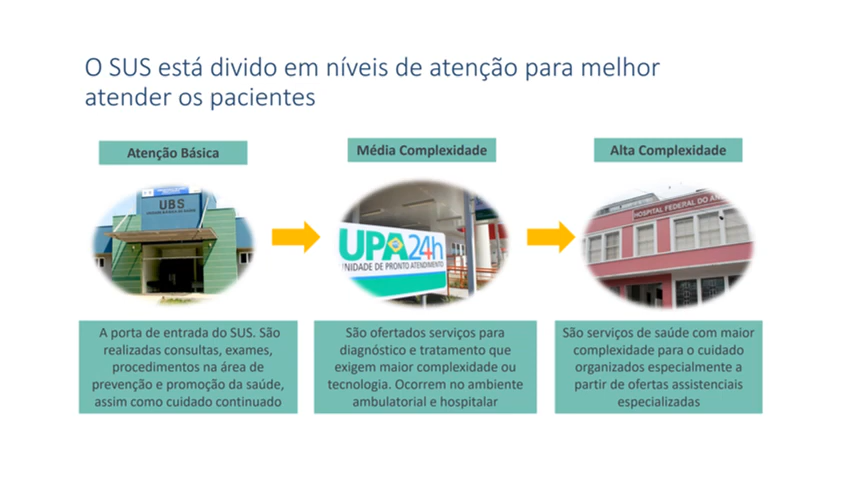 O SUS está divido em níveis de atenção para melhor
atender os pacientes
Atenção Básica
Média Complexidade
Alta Complexidade
UBS
UPA24h
UNIDADE DE PRONTO ATENDIMENTO
HOSPITAL FEDERAL DO
A porta de entrada do SUS. São
realizadas consultas, exames,
procedimentos na área de
prevenção e promoção da saúde,
assim como cuidado continuado
São ofertados serviços para
diagnóstico e tratamento que
exigem maior complexidade ou
tecnologia. Ocorrem no ambiente
ambulatorial e hospitalar
São serviços de saúde com maior
complexidade para o cuidado
organizados especialmente a
partir de ofertas assistenciais
especializadas